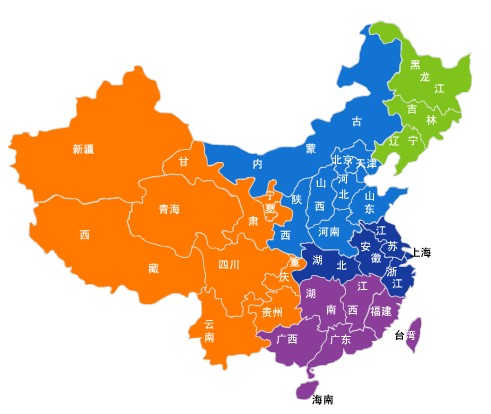 黑龙江
吉林
辽宁
内蒙古
北京
天津
新疆
甘肃
宁夏
陕西
山西
河北
山东
青海
河南
西藏
四川
重庆
湖北
安徽
江苏
上海
浙江
湖南
江西
福建
贵州
云南
广西
广东
台湾
海南